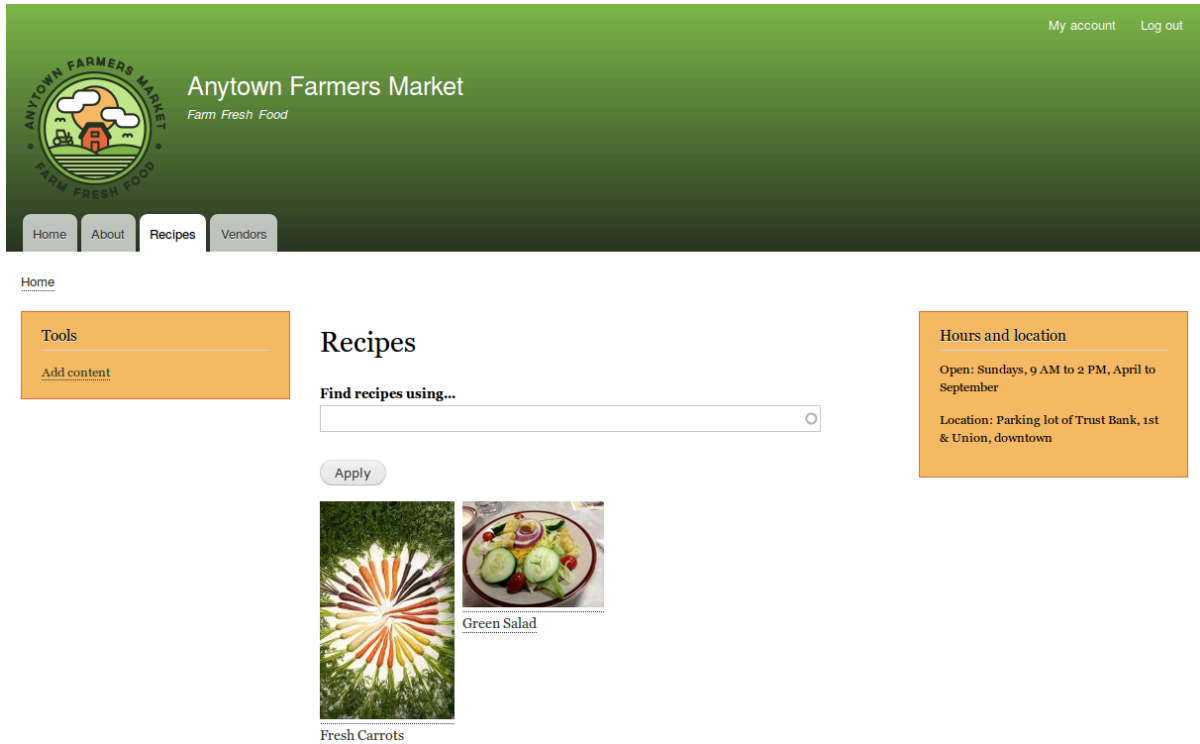 My account Log out
ANYTOWN FARMERS MARKET
FARM FRESH FOOD
Anytown Farmers Market
Farm Fresh Food
Home About Recipes Vendors
Home
Tools
Add content
Recipes
Find recipes using...
Apply
Green Salad
Fresh Carrots
Hours and location
Open: Sundays, 9 AM to 2 PM, April to
September
Location: Parking lot of Trust Bank, 1st
& Union, downtown